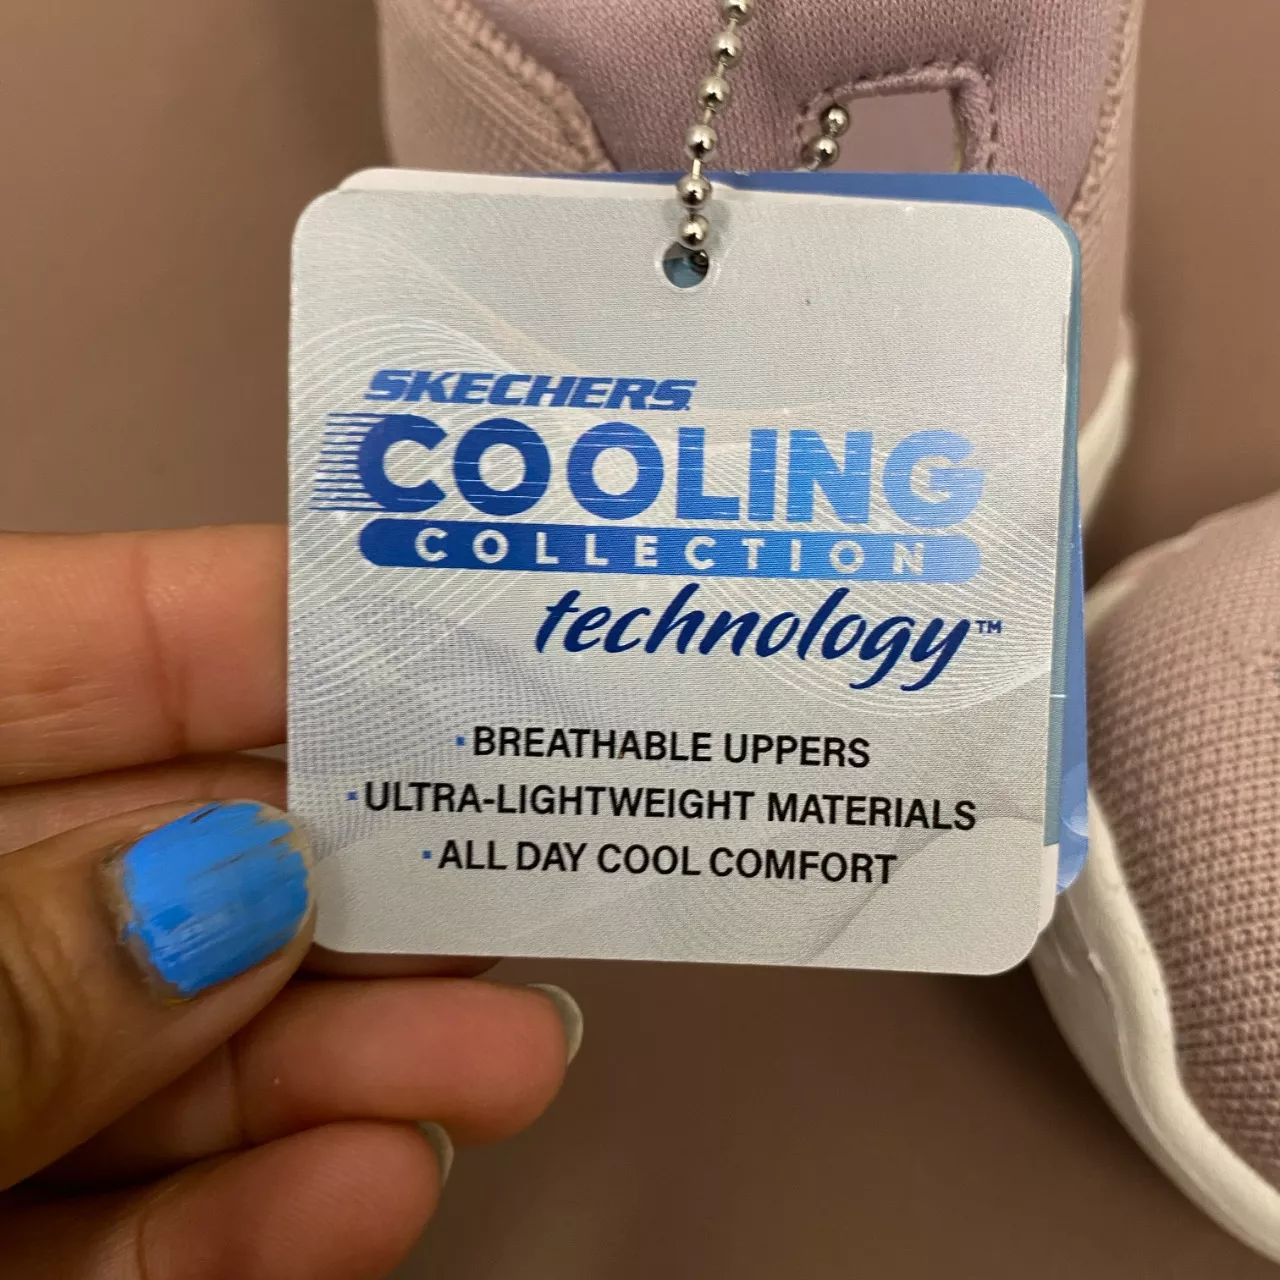 SKECHERS
COOLING
COLLECTION
technology™
· BREATHABLE UPPERS
· ULTRA-LIGHTWEIGHT MATERIALS
· ALL DAY COOL COMFORT